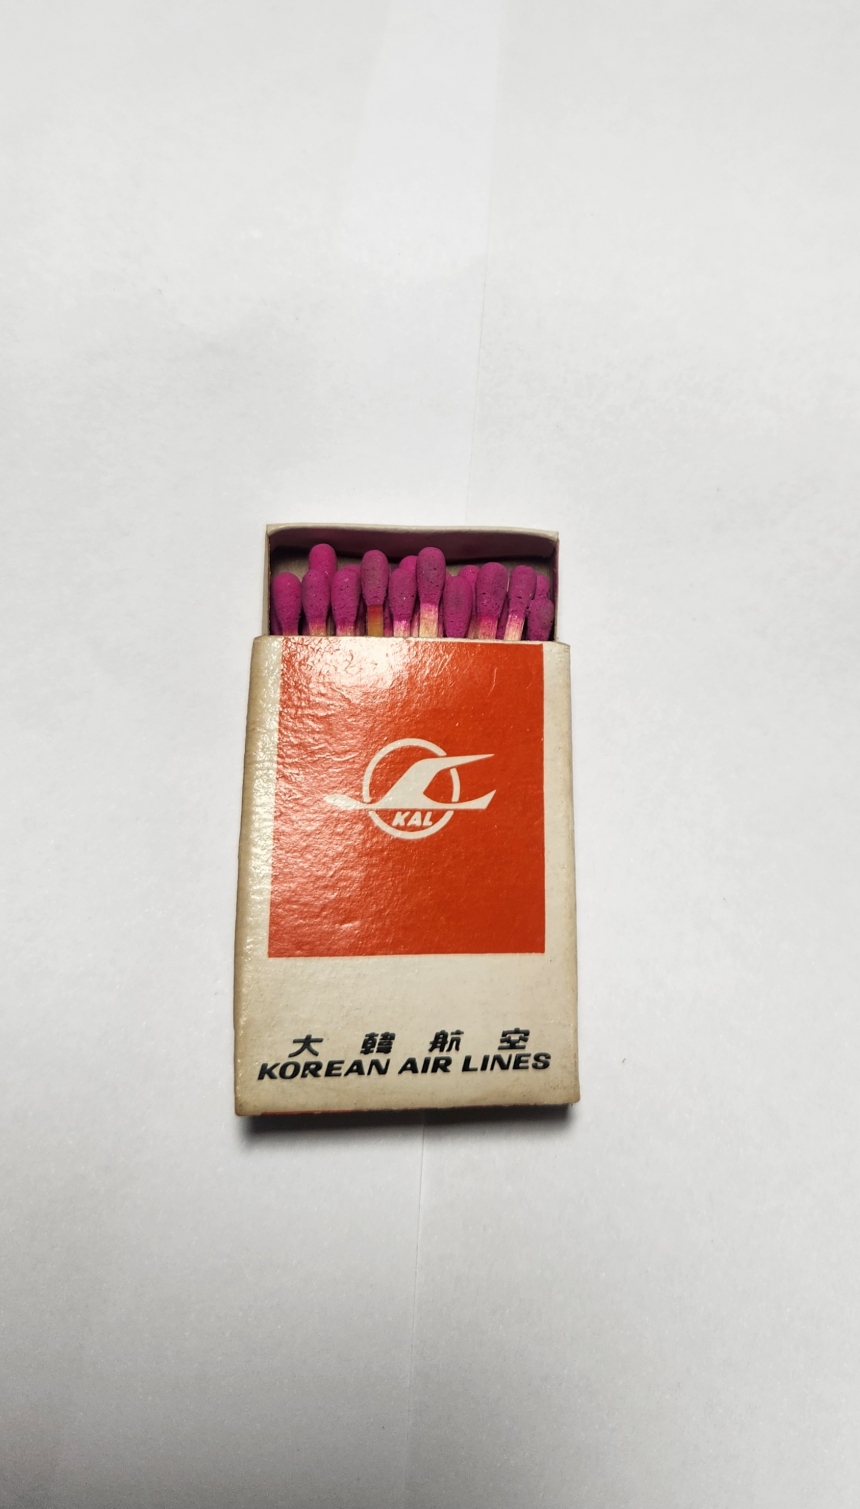 KAL
大韓航空
KOREAN AIR LINES